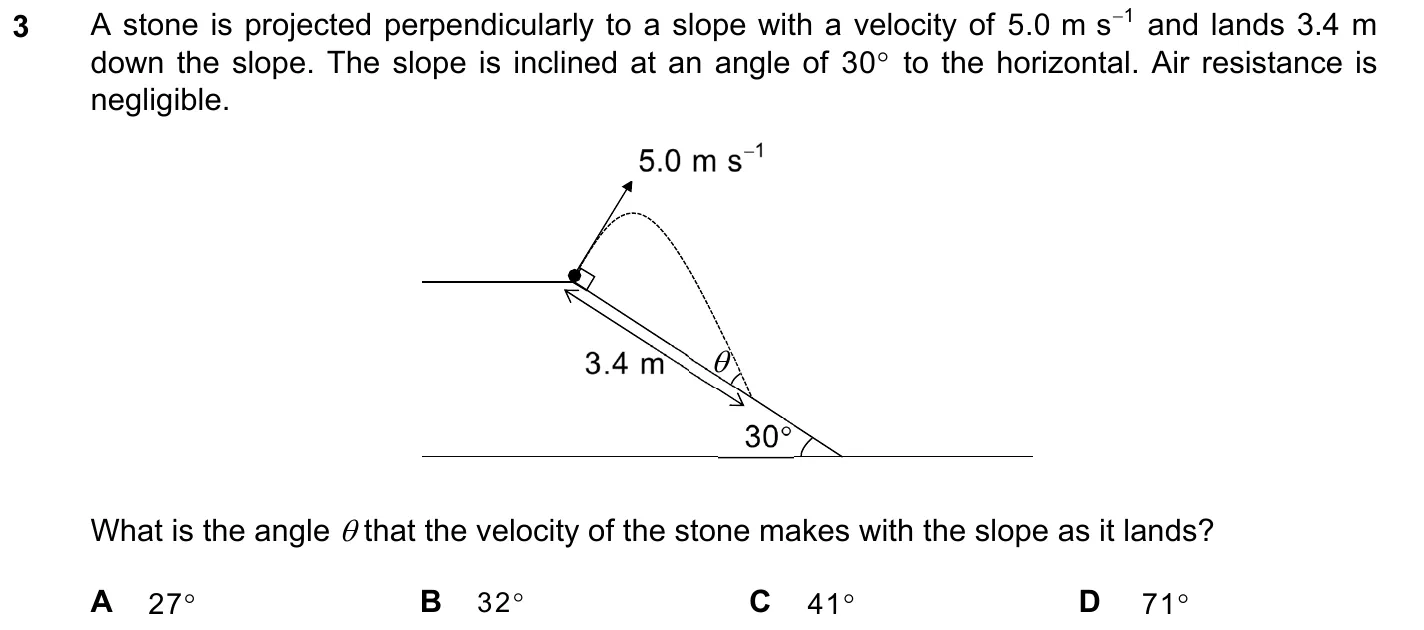 3 A stone is projected perpendicularly to a slope with a velocity of 5.0 m s⁻¹ and lands 3.4 m
down the slope. The slope is inclined at an angle of 30° to the horizontal. Air resistance is
negligible.
5.0 m s⁻¹
θ
3.4 m
30°
What is the angle θ that the velocity of the stone makes with the slope as it lands?
A 27° B 32° C 41° D 71°